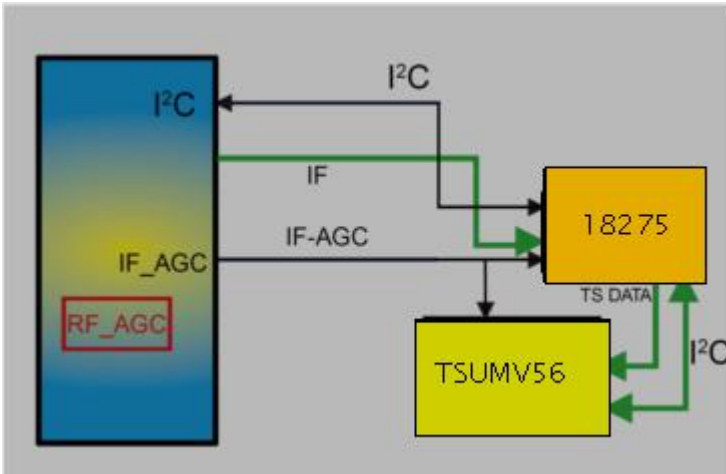 I²C
I²C
IF
18275
IF-AGC
IF_AGC
TS DATA
RF_AGC
I²C
TSUMV56